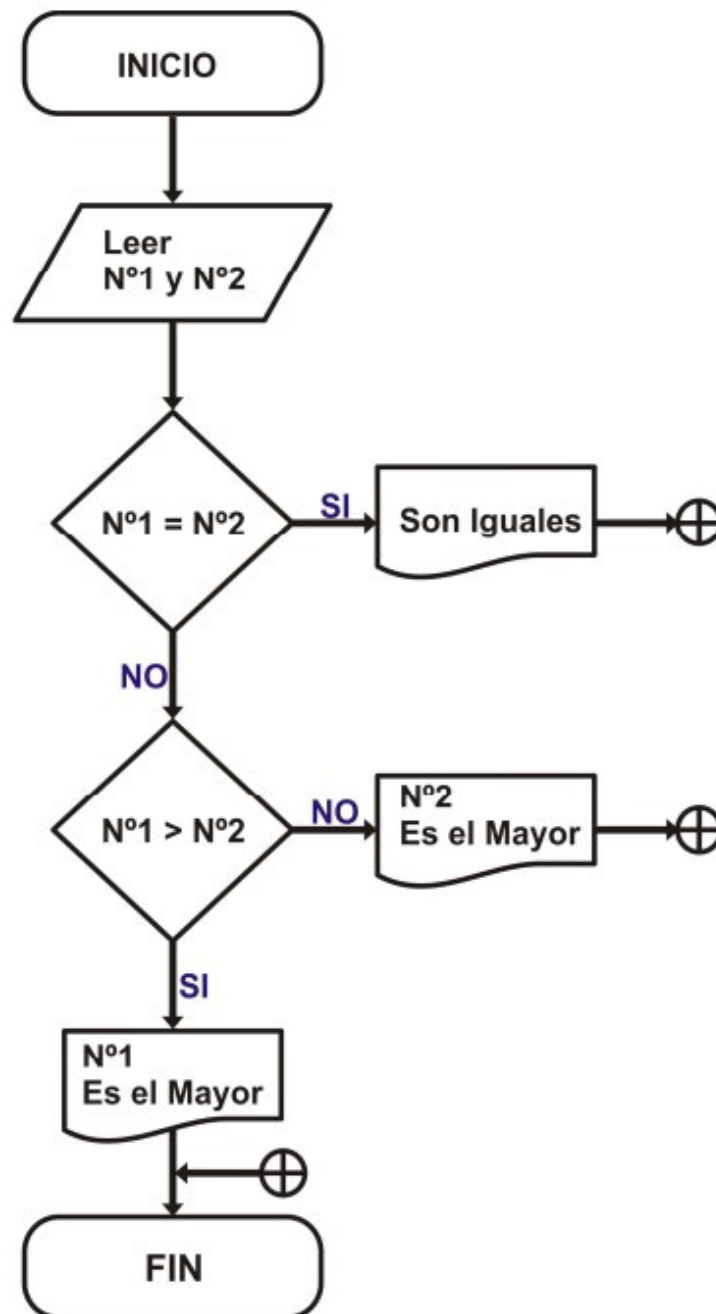 INICIO
Leer
Nº1 y N°2
Nº1 = Nº2
SI
Son Iguales
NO
Nº1 > Nº2
NO
Nº2
Es el Mayor
SI
Nº1
Es el Mayor
FIN